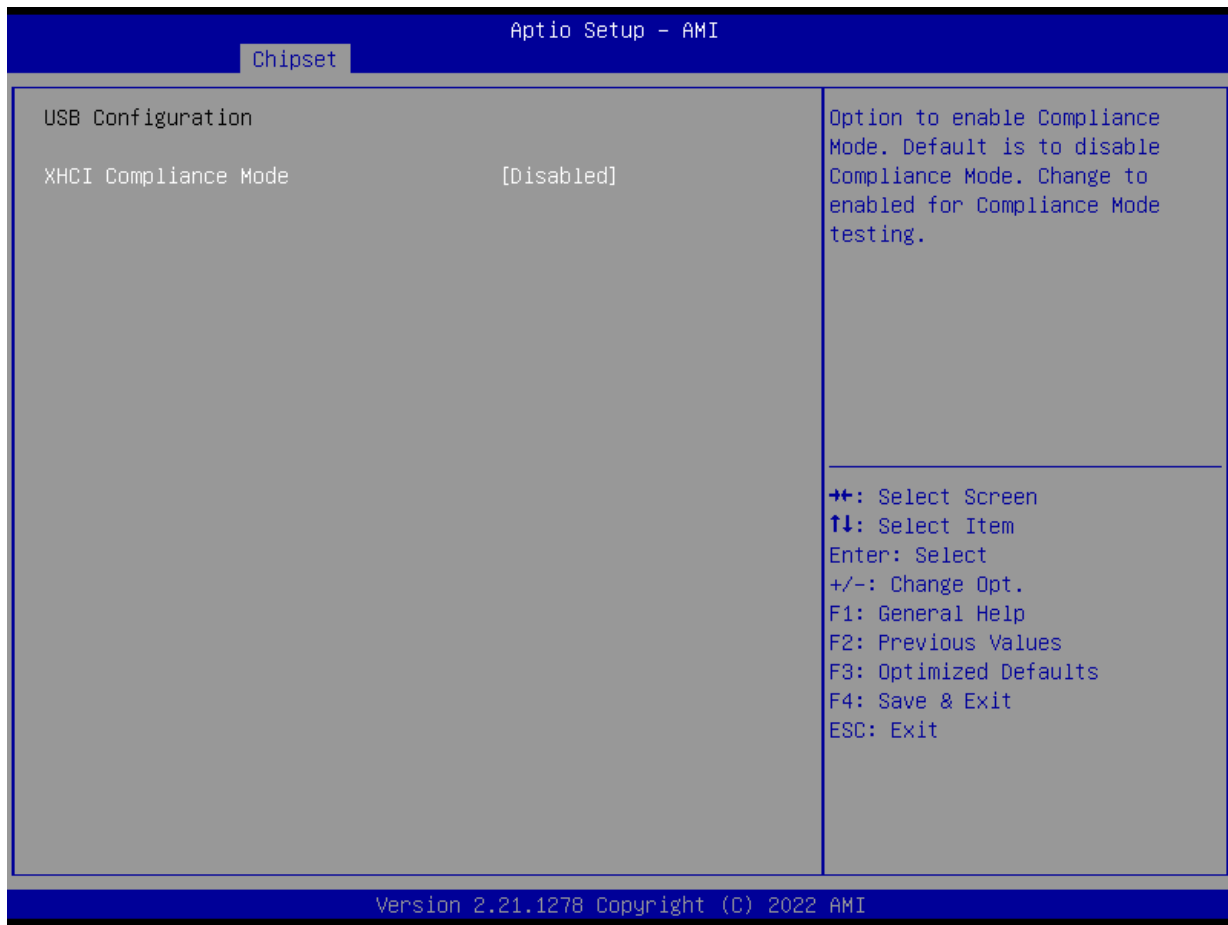 Aptio Setup – AMI
Chipset
USB Configuration
XHCI Compliance Mode [Disabled]
Option to enable Compliance
Mode. Default is to disable
Compliance Mode. Change to
enabled for Compliance Mode
testing.
→←: Select Screen
↑↓: Select Item
Enter: Select
+/-: Change Opt.
F1: General Help
F2: Previous Values
F3: Optimized Defaults
F4: Save & Exit
ESC: Exit
Version 2.21.1278 Copyright (C) 2022 AMI